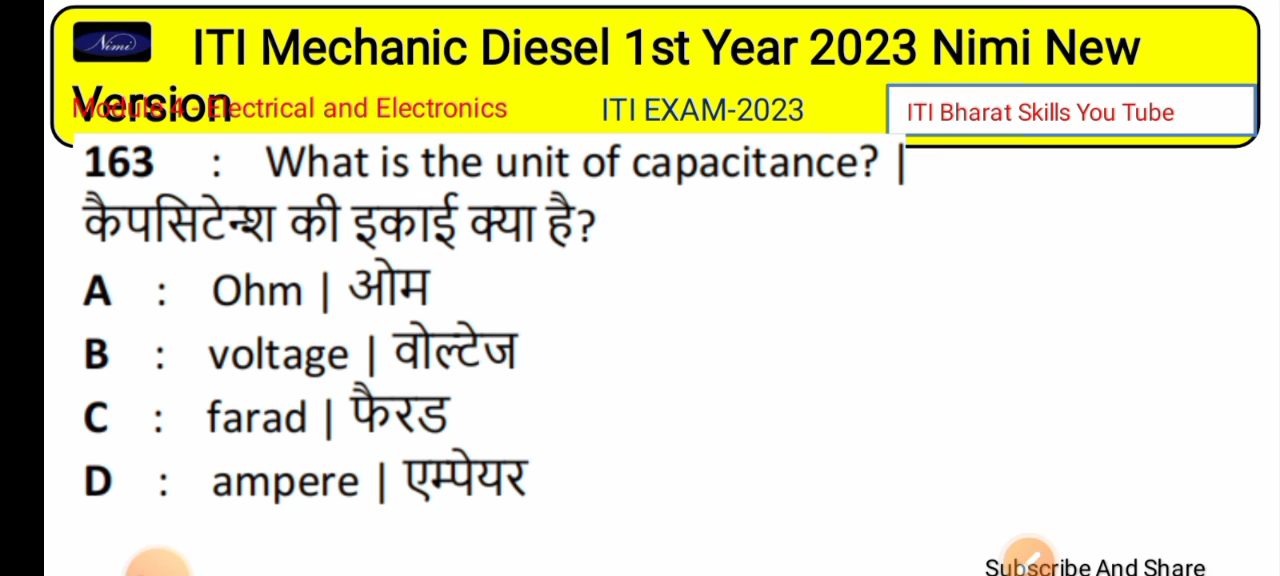 Nimi
ITI Mechanic Diesel 1st Year 2023 Nimi New
Version
Module 4 - Electrical and Electronics
ITI EXAM-2023
ITI Bharat Skills You Tube
163 : What is the unit of capacitance? |
कैपसिटेन्श की इकाई क्या है?
A : Ohm | ओम
B : voltage | वोल्टेज
C : farad | फैरड
D : ampere | एम्पेयर
Subscribe And Share